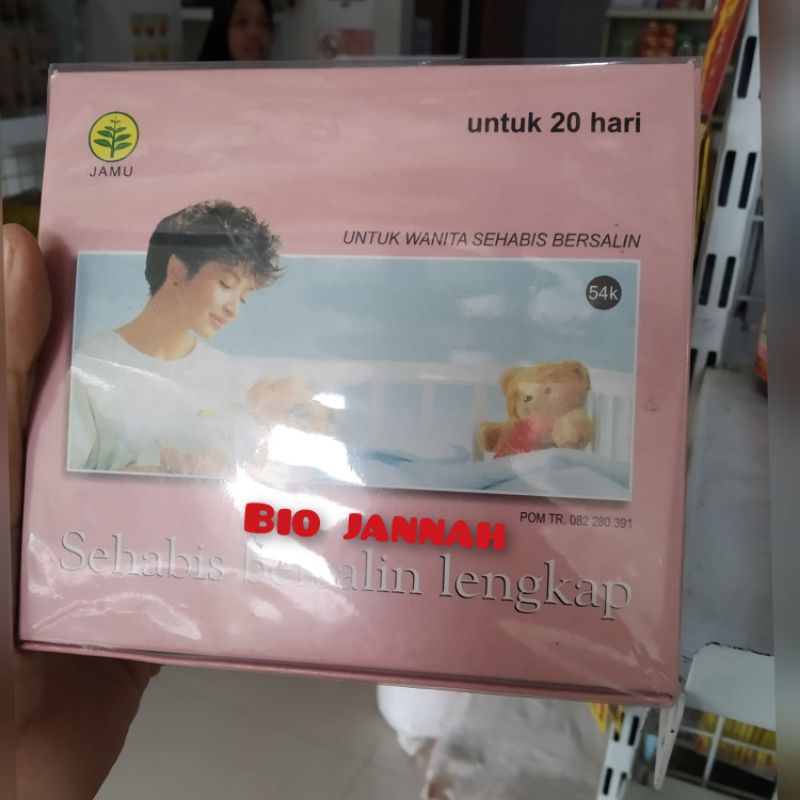 untuk 20 hari
JAMU
UNTUK WANITA SEHABIS BERSALIN
54k
POM TR. 082 280 391
BIO JANNAH
Sehabis bersalin lengkap